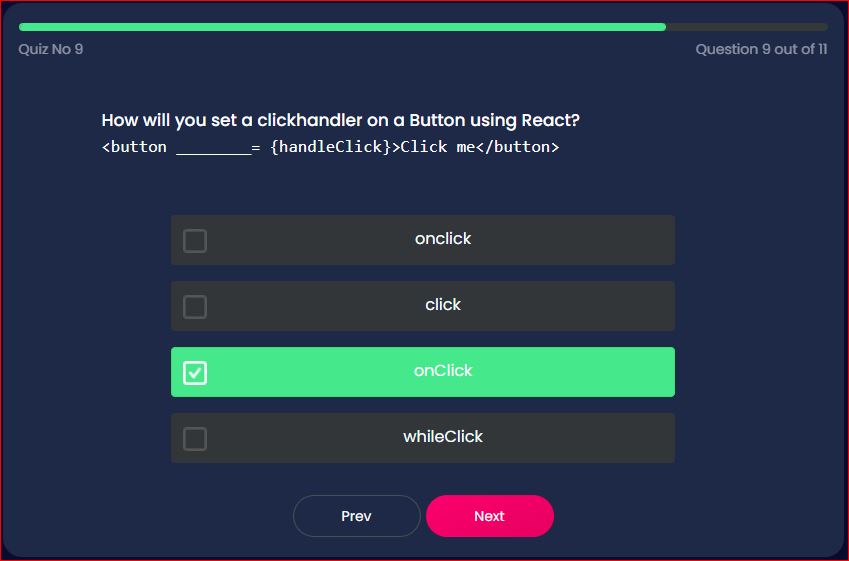 Quiz No 9
Question 9 out of 11
How will you set a clickhandler on a Button using React?
<button ________= {handleClick}>Click me</button>
onclick
click
onClick
whileClick
Prev
Next